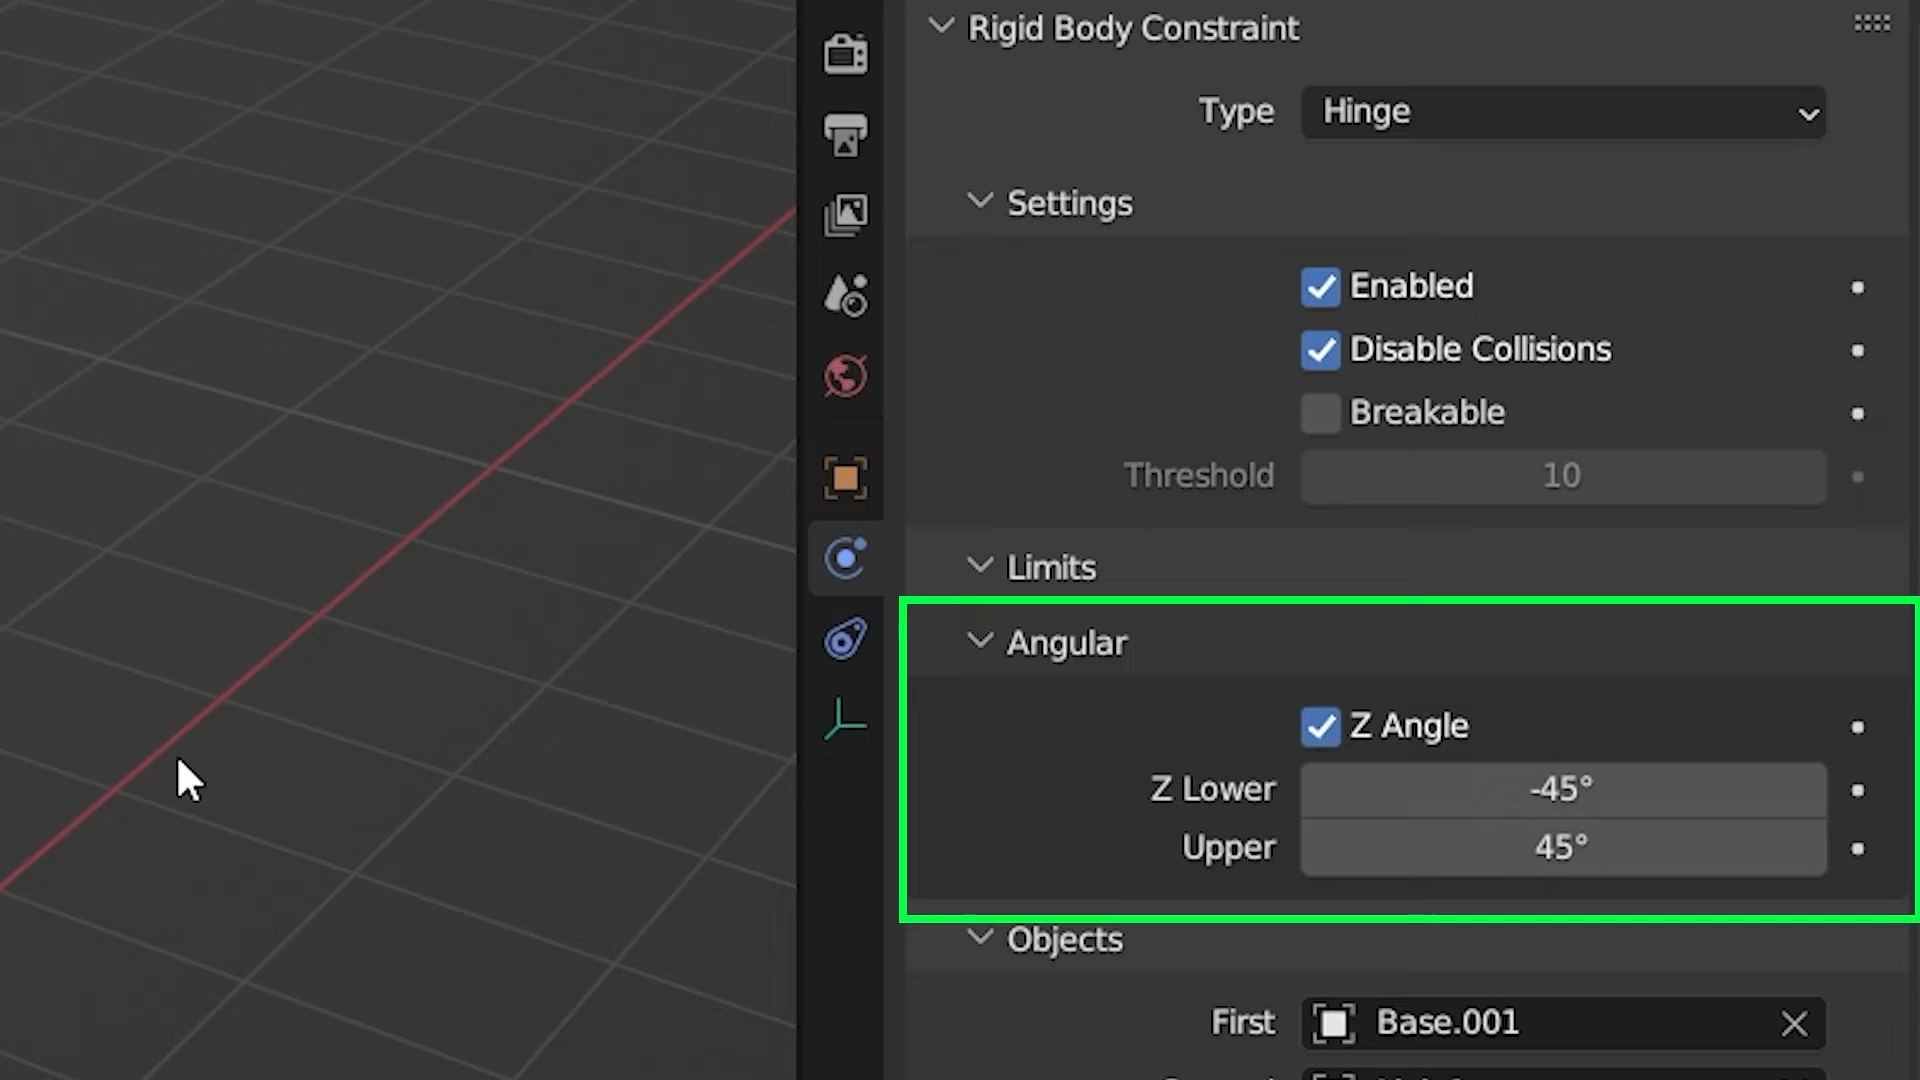 Rigid Body Constraint
Type Hinge
Settings
Enabled
Disable Collisions
Breakable
Threshold 10
Limits
Angular
Z Angle
Z Lower -45°
Upper 45°
Objects
First Base.001